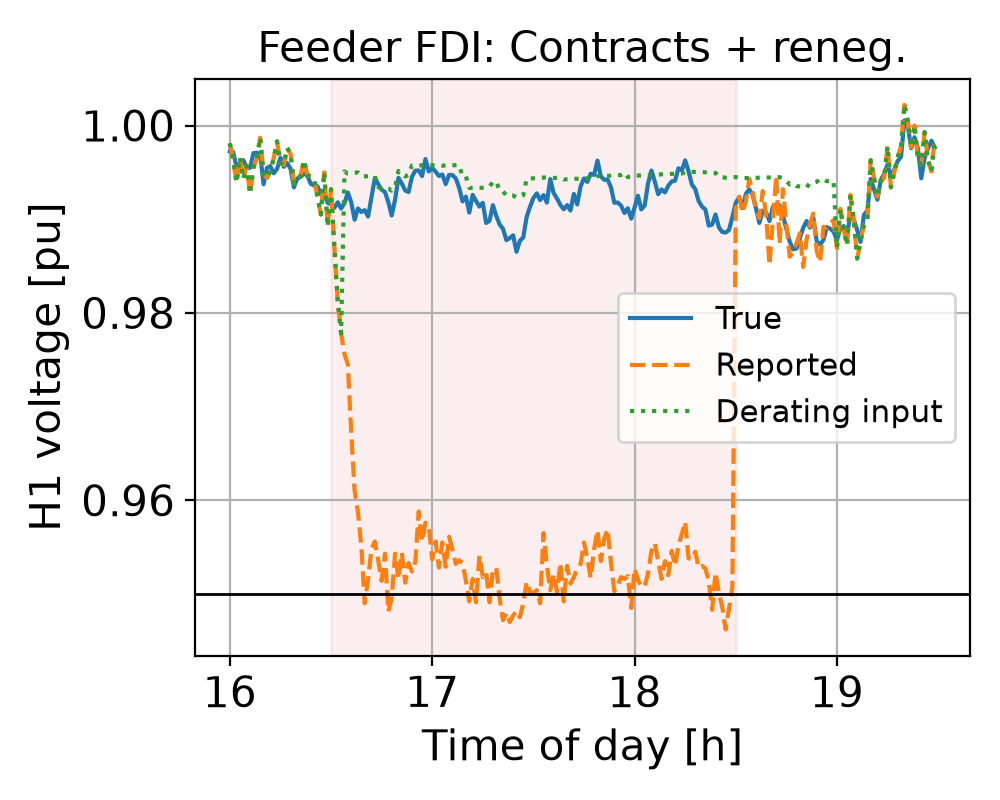 Feeder FDI: Contracts + reneg.
H1 voltage [pu]
1.00
0.98
0.96
True
Reported
Derating input
16
17
18
19
Time of day [h]